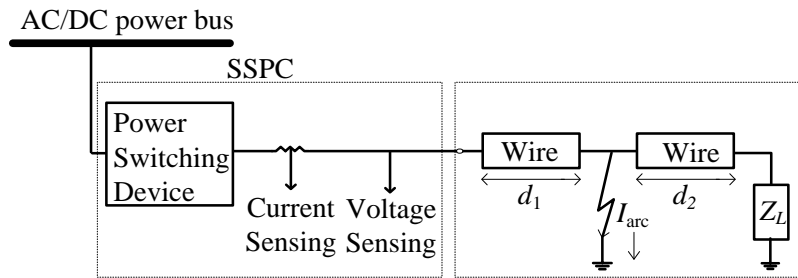 AC/DC power bus
SSPC
Power
Switching
Device
Current
Sensing
Voltage
Sensing
Wire
d1
Iarc
Wire
d2
ZL